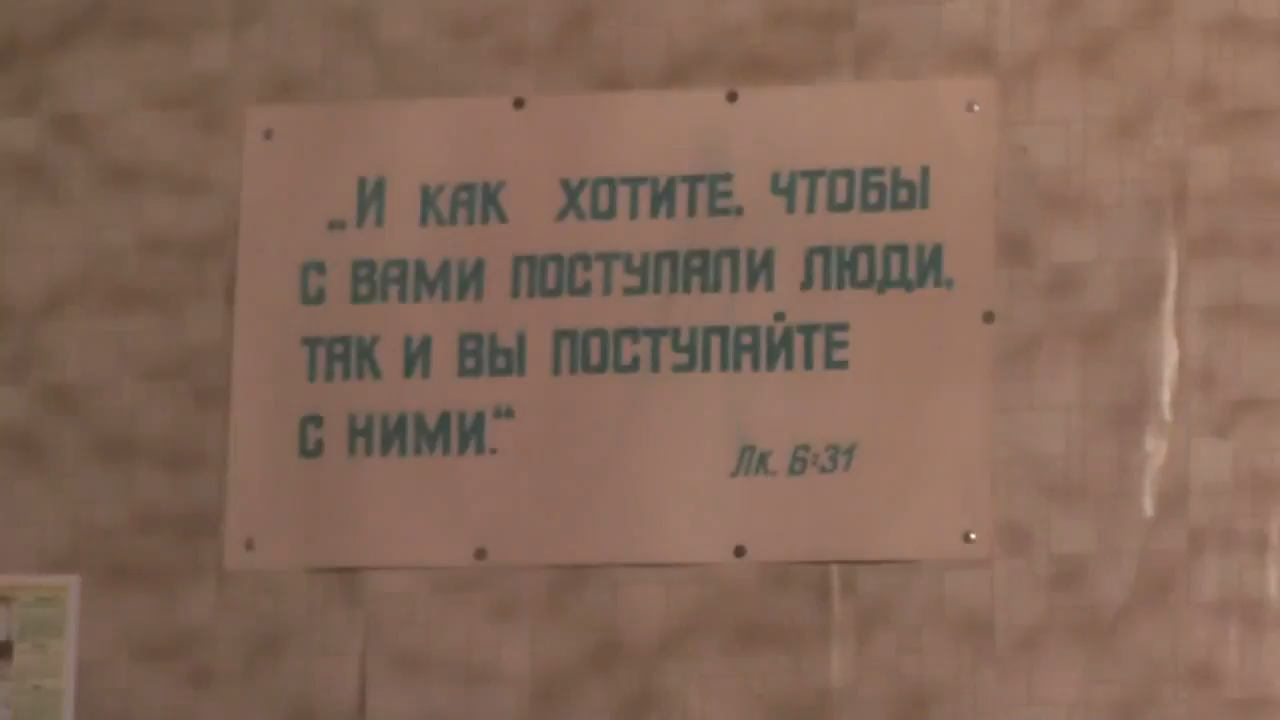 „И КАК ХОТИТЕ, ЧТОБЫ
С ВАМИ ПОСТУПАЛИ ЛЮДИ,
ТАК И ВЫ ПОСТУПАЙТЕ
С НИМИ.“
Лк. 6:31